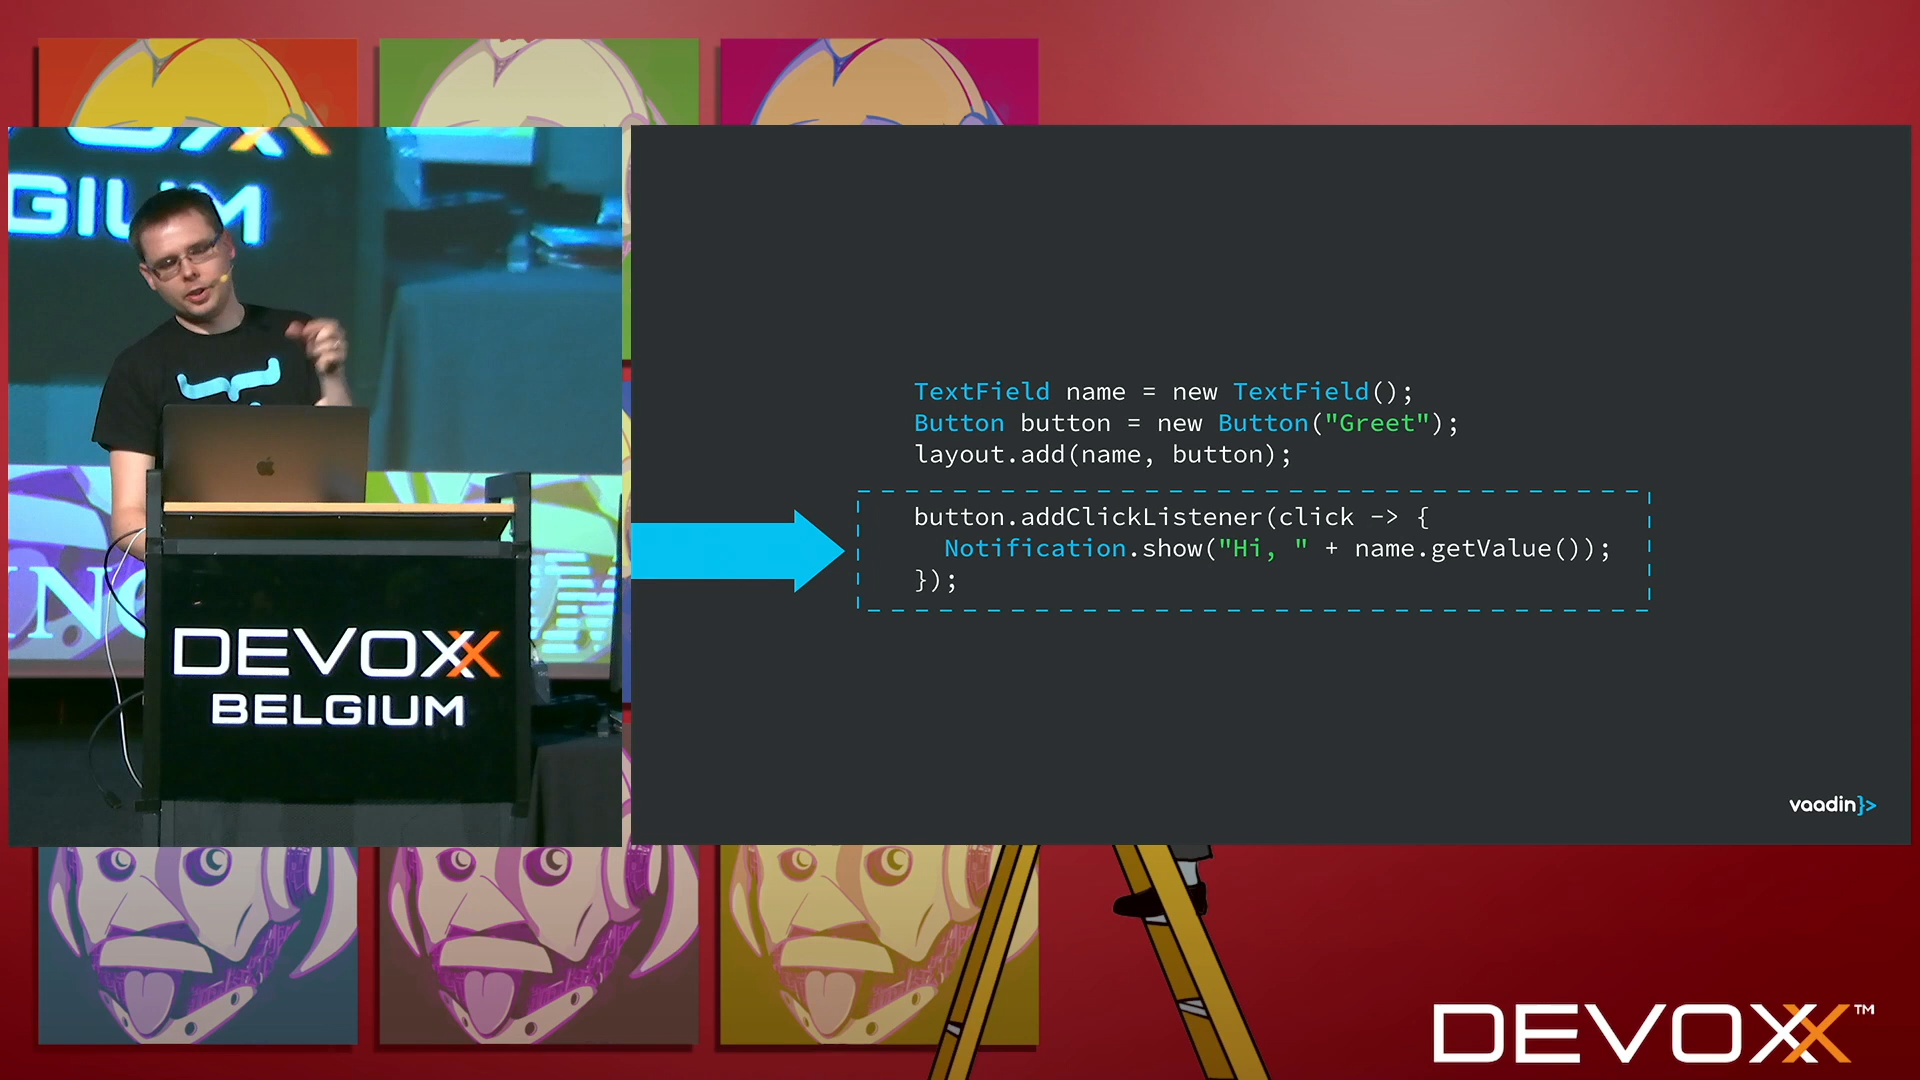 GIUM
DEVOXX
BELGIUM
TextField name = new TextField();
Button button = new Button("Greet");
layout.add(name, button);
button.addClickListener(click -> {
Notification.show("Hi, " + name.getValue());
});
vaadin}>
DEVOXX™